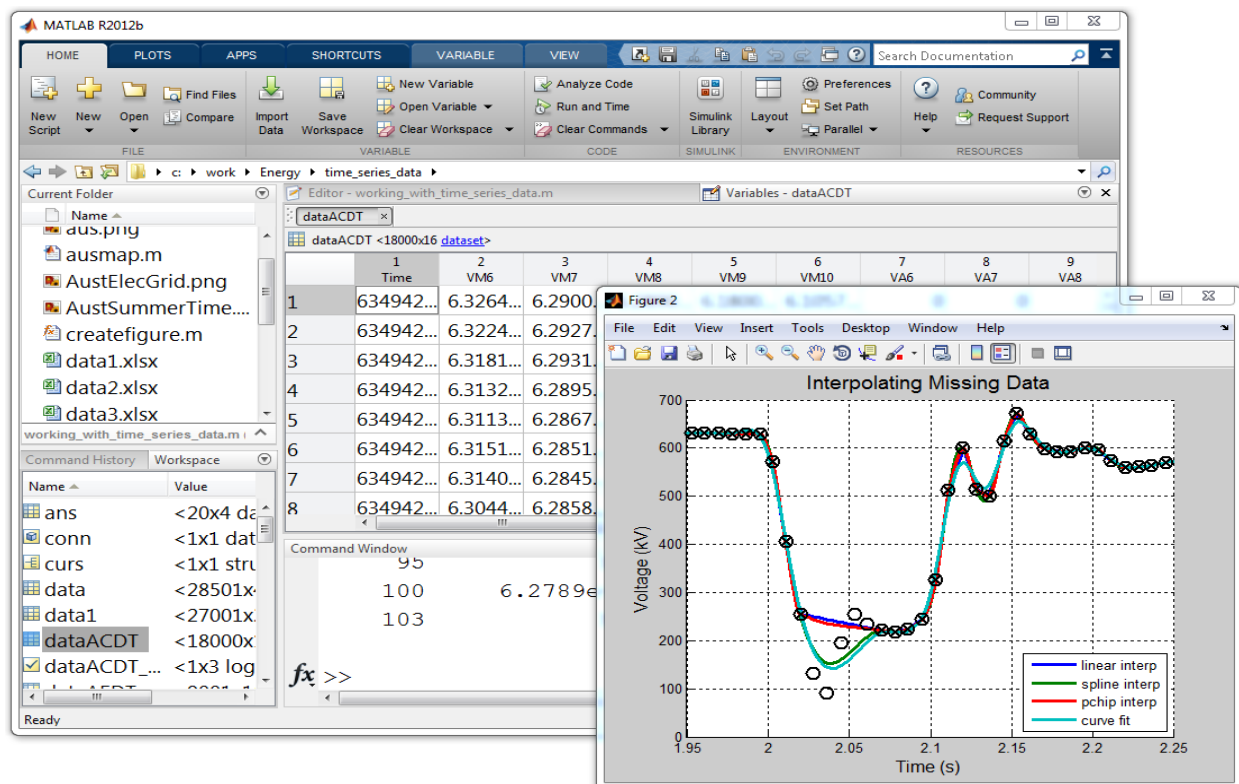 MATLAB R2012b
HOME PLOTS APPS SHORTCUTS VARIABLE VIEW Search Documentation
New Script New Open Find Files Compare Import Data Save Workspace New Variable Open Variable Clear Workspace Analyze Code Run and Time Clear Commands Simulink Library Layout Preferences Set Path Parallel Help Community Request Support
FILE VARIABLE CODE SIMULINK ENVIRONMENT RESOURCES
c: work Energy time_series_data
Current Folder
Name
aus.png
ausmap.m
AustElecGrid.png
AustSummerTime....
createfigure.m
data1.xlsx
data2.xlsx
data3.xlsx
working_with_time_series_data.m (
Command History Workspace
Name Value
ans <20x4 da
conn <1x1 dat
curs <1x1 stru
data <28501x4
data1 <27001x
dataACDT <18000x
dataACDT_... <1x3 log
Ready
Editor - working_with_time_series_data.m
Variables - dataACDT
dataACDT
dataACDT <18000x16 dataset>
1 2 3 4 5 6 7 8 9
Time VM6 VM7 VM8 VM9 VM10 VA6 VA7 VA8
1 634942... 6.3264... 6.2900.
2 634942... 6.3224... 6.2927.
3 634942... 6.3181... 6.2931.
4 634942... 6.3132... 6.2895.
5 634942... 6.3113... 6.2867.
6 634942... 6.3151... 6.2851.
7 634942... 6.3140... 6.2845.
8 634942... 6.3044... 6.2858.
Command Window
95
100 6.2789e
103
fx >>
Figure 2
File Edit View Insert Tools Desktop Window Help
Interpolating Missing Data
Voltage (kV)
700
600
500
400
300
200
100
0
1.95 2 2.05 2.1 2.15 2.2 2.25
Time (s)
linear interp
spline interp
pchip interp
curve fit